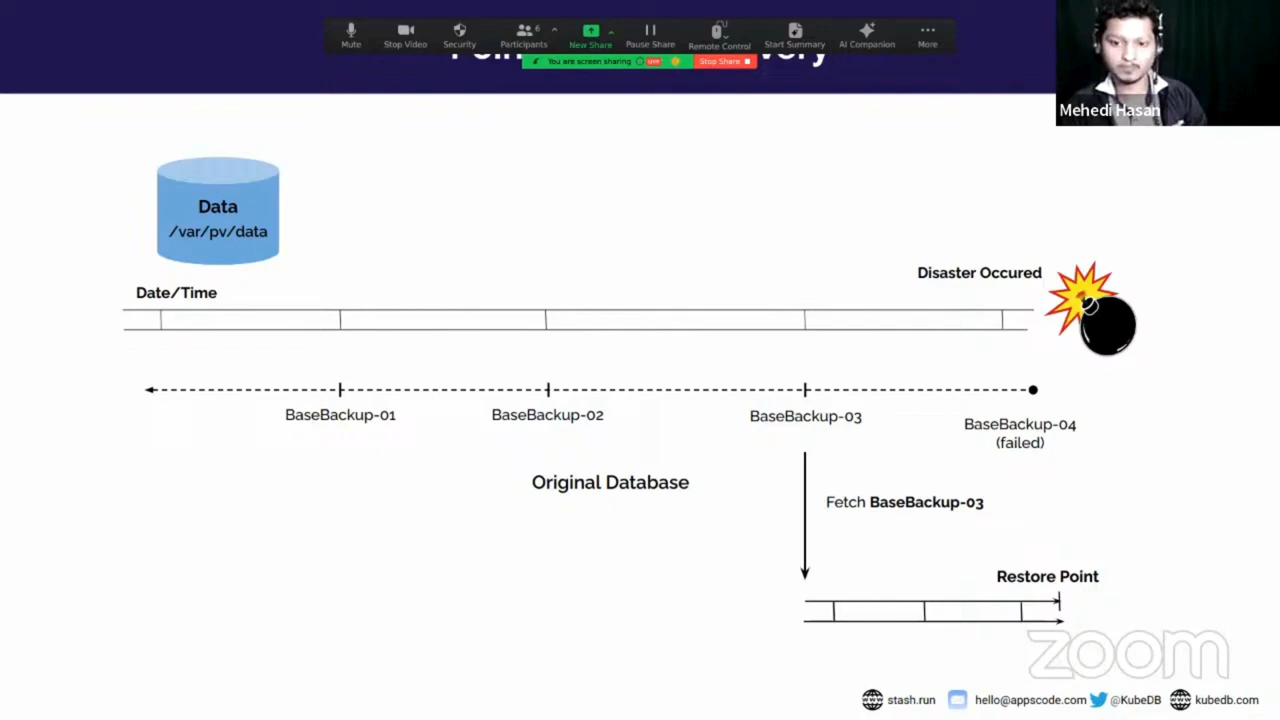 Mute
Stop Video
Security
Participants
6
New Share
Pause Share
Remote Control
Start Summary
AI Companion
More
You are screen sharing
LIVE
Stop Share
Mehedi Hasan
Data
/var/pv/data
Date/Time
Disaster Occured
BaseBackup-01
BaseBackup-02
BaseBackup-03
BaseBackup-04
(failed)
Original Database
Fetch BaseBackup-03
Restore Point
zoom
stash.run
hello@appscode.com
@KubeDB
kubedb.com